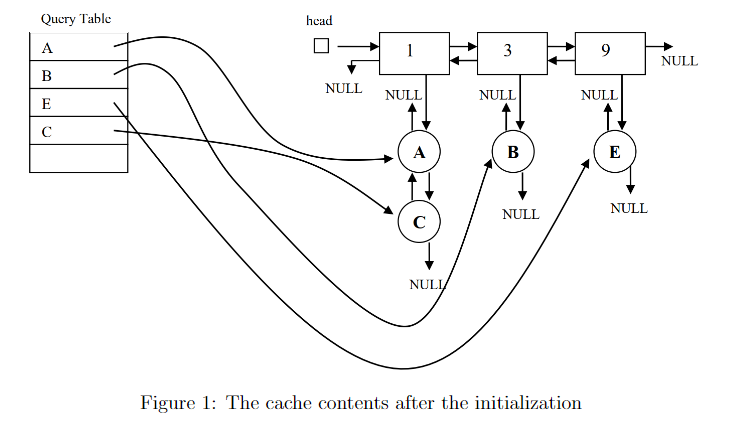 Query Table
head
A
B
E
C
1
3
9
NULL
NULL
NULL
NULL
NULL
A
B
E
C
NULL
NULL
NULL
Figure 1: The cache contents after the initialization